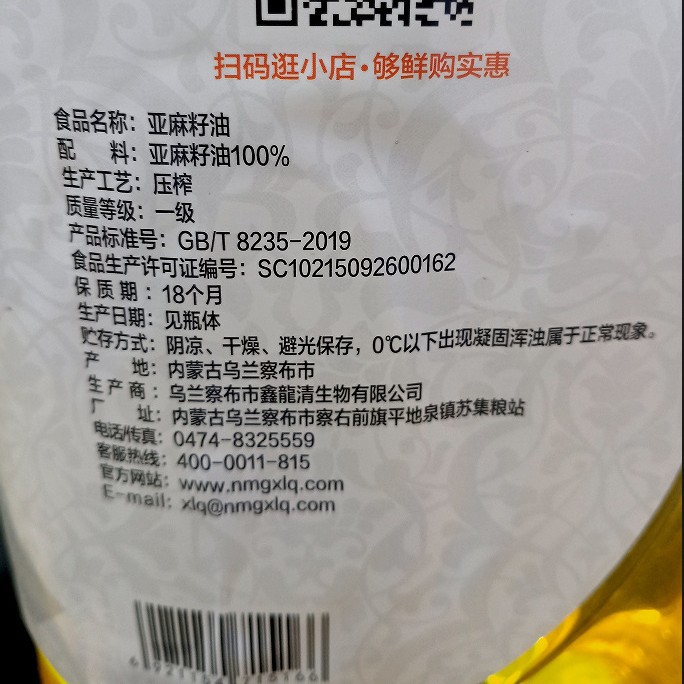 扫码逛小店·够鲜购实惠
食品名称：亚麻籽油
配 料：亚麻籽油100%
生产工艺：压榨
质量等级：一级
产品标准号：GB/T 8235-2019
食品生产许可证编号：SC10215092600162
保 质 期 ：18个月
生产日期：见瓶体
贮存方式：阴凉、干燥、避光保存，0℃以下出现凝固浑浊属于正常现象。
产 地：内蒙古乌兰察布市
生 产 商 ：乌兰察布市鑫龍清生物有限公司
厂 址：内蒙古乌兰察布市察右前旗平地泉镇苏集粮站
电话/传真：0474-8325559
客服热线：400-0011-815
官方网站：www.nmgxlq.com
E-mail：xlq@nmgxlq.com